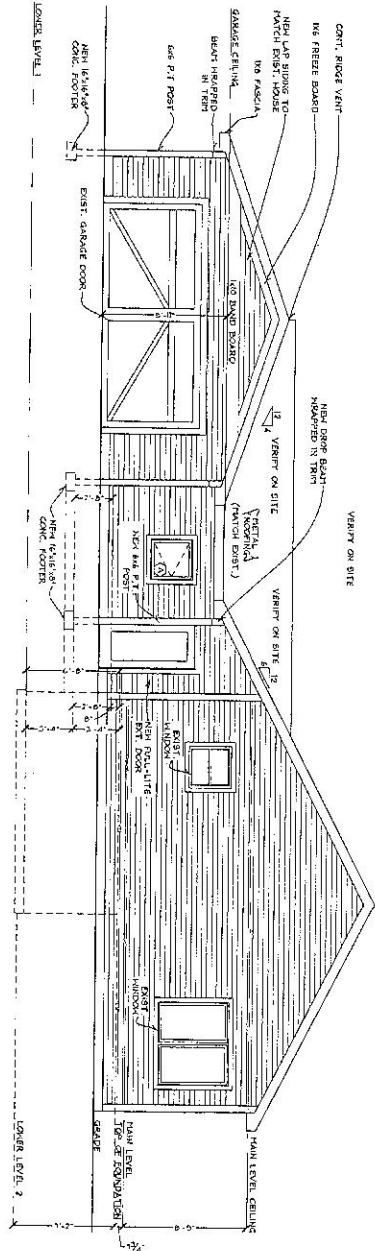 VERIFY ON SITE
CONT. RIDGE VENT
1X6 FREEZE BOARD
NEW LAP SIDING TO
MATCH EXIST. HOUSE
1X8 FASCIA
GARAGE CEILING
BEAM WRAPPED
IN TRIM
6X6 P.T POST
NEW 16"x16"x8"
CONC. FOOTER
LOWER LEVEL 1
EXIST. GARAGE DOOR
1X10 BAND BOARD
NEW DROP BEAM
WRAPPED IN TRIM
12
4
VERIFY ON SITE
METAL
ROOFING
(MATCH EXIST.)
VERIFY ON SITE
12
6
A
NEW 6x6 P.T
POST
NEW 16"x16"x8"
CONC. FOOTER
NEW FULL-LITE
EXT. DOOR
EXIST.
WINDOW
EXIST.
WINDOW
MAIN LEVEL CEILING
8'-9"
MAIN LEVEL
TOP OF FOUNDATION
GRADE
LOWER LEVEL 2